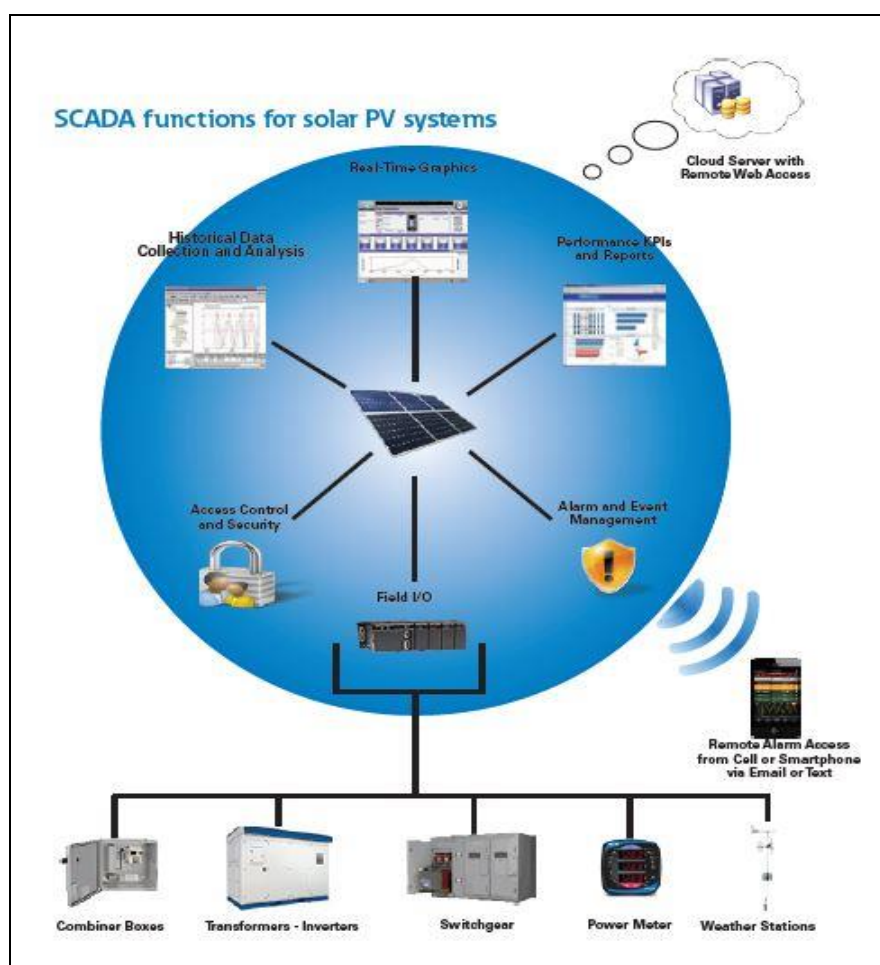 SCADA functions for solar PV systems
Cloud Server with
Remote Web Access
Real-Time Graphics
Historical Data
Collection and Analysis
Performance KPIs
and Reports
Access Control
and Security
Alarm and Event
Management
Field I/O
Remote Alarm Access
from Cell or Smartphone
via Email or Text
Combiner Boxes
Transformers - Inverters
Switchgear
Power Meter
Weather Stations